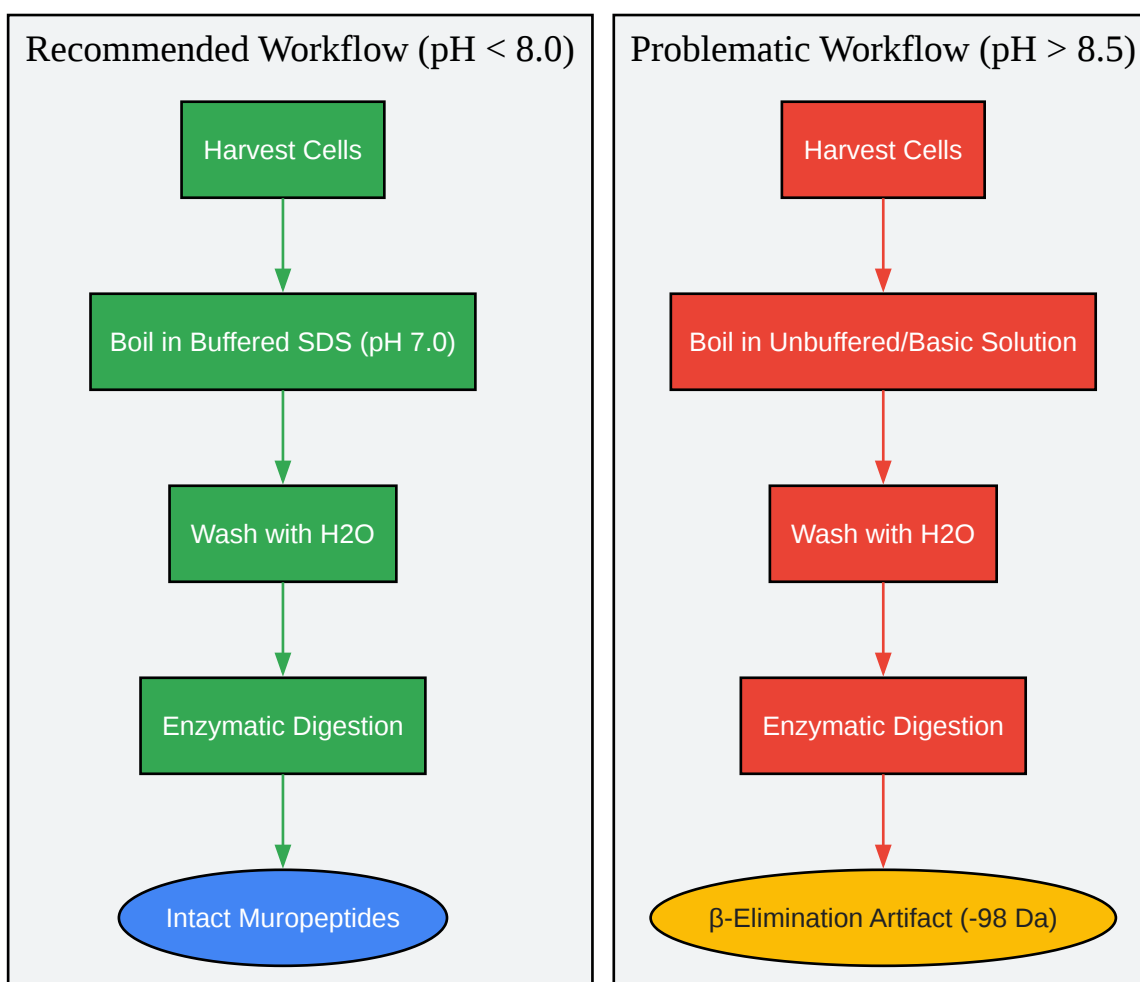 Recommended Workflow (pH < 8.0)
Harvest Cells
Boil in Buffered SDS (pH 7.0)
Wash with H2O
Enzymatic Digestion
Intact Muropeptides
Problematic Workflow (pH > 8.5)
Harvest Cells
Boil in Unbuffered/Basic Solution
Wash with H2O
Enzymatic Digestion
β-Elimination Artifact (-98 Da)